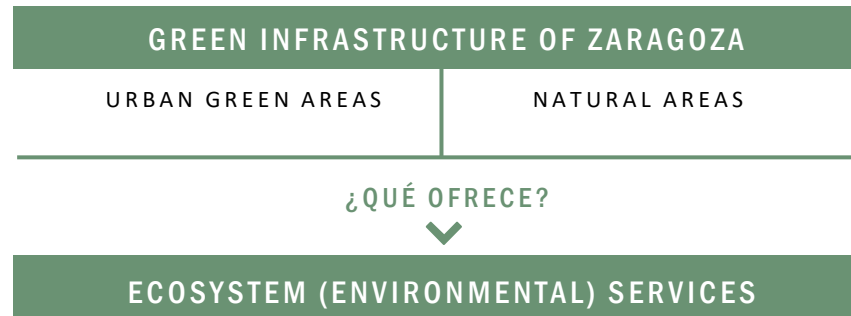 GREEN INFRASTRUCTURE OF ZARAGOZA
URBAN GREEN AREAS
NATURAL AREAS
¿QUÉ OFRECE?
ECOSYSTEM (ENVIRONMENTAL) SERVICES